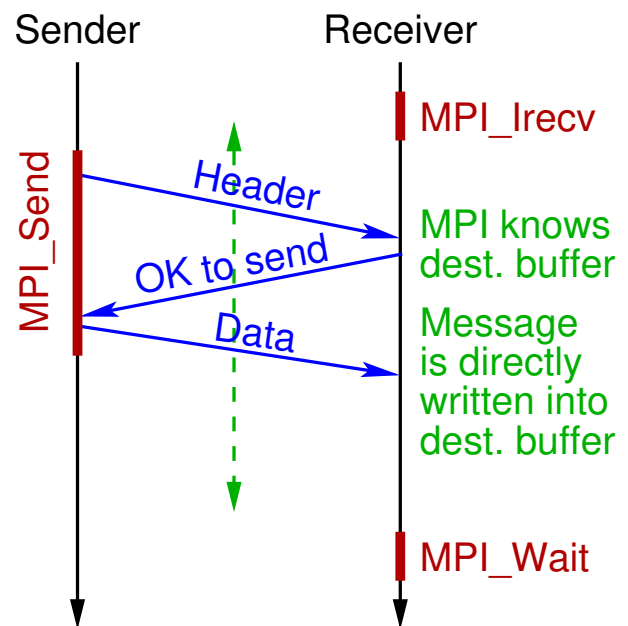 Sender
Receiver
MPI_Irecv
MPI_Send
Header
MPI knows
dest. buffer
OK to send
Data
Message
is directly
written into
dest. buffer
MPI_Wait